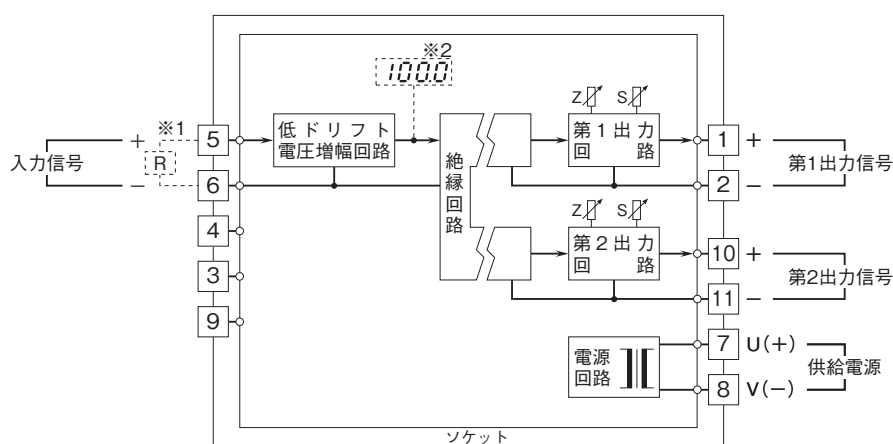 ※2
100.0
※1
入力信号
+
R
−
5
6
4
3
9
低ドリフト
電圧増幅回路
絶縁回路
Z S
第1出力
回路
1 +
2 −
第1出力信号
Z S
第2出力
回路
10 +
11 −
第2出力信号
電源
回路
7 U(+)
8 V(−)
供給電源
ソケット